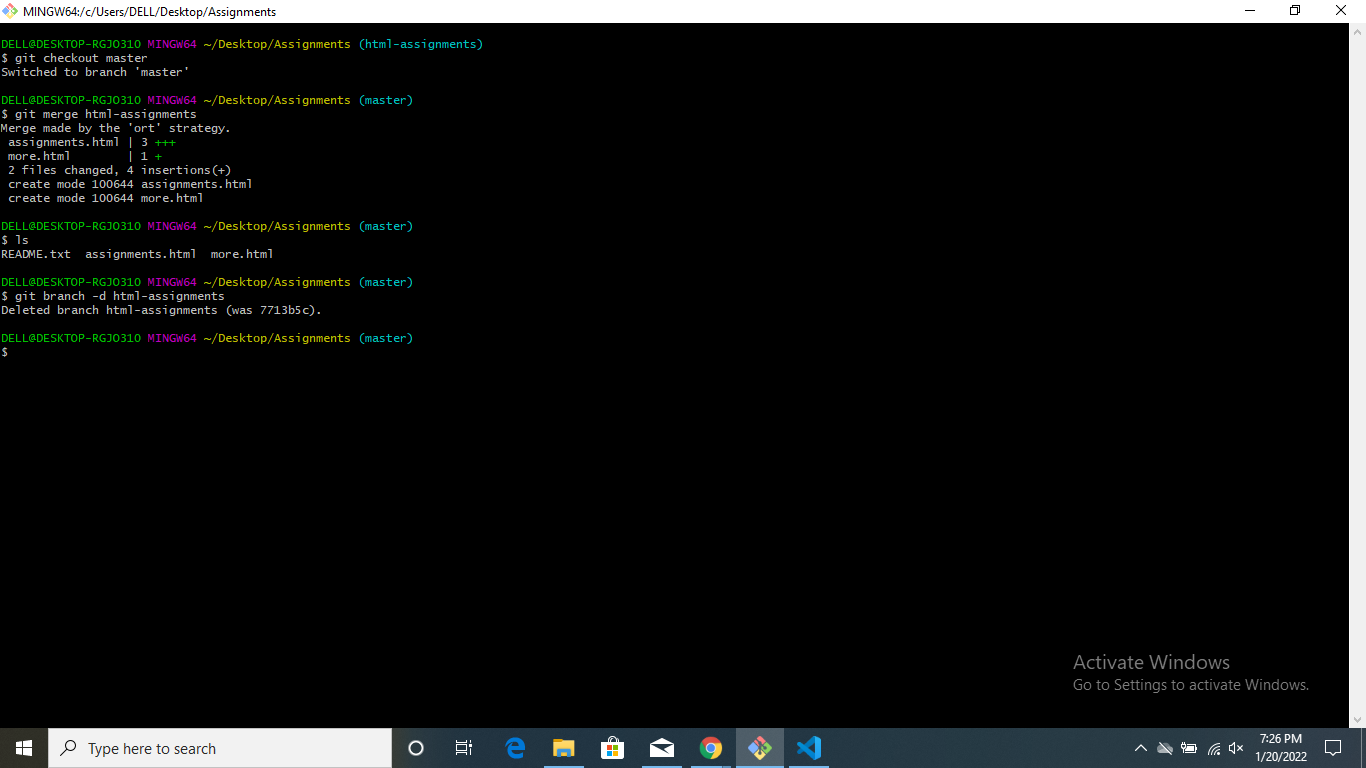 MINGW64:/c/Users/DELL/Desktop/Assignments
DELL@DESKTOP-RGJO31O MINGW64 ~/Desktop/Assignments (html-assignments)
$ git checkout master
Switched to branch 'master'
DELL@DESKTOP-RGJO31O MINGW64 ~/Desktop/Assignments (master)
$ git merge html-assignments
Merge made by the 'ort' strategy.
 assignments.html | 3 +++
 more.html        | 1 +
 2 files changed, 4 insertions(+)
 create mode 100644 assignments.html
 create mode 100644 more.html
DELL@DESKTOP-RGJO31O MINGW64 ~/Desktop/Assignments (master)
$ ls
README.txt  assignments.html  more.html
DELL@DESKTOP-RGJO31O MINGW64 ~/Desktop/Assignments (master)
$ git branch -d html-assignments
Deleted branch html-assignments (was 7713b5c).
DELL@DESKTOP-RGJO31O MINGW64 ~/Desktop/Assignments (master)
$
Activate Windows
Go to Settings to activate Windows.
Type here to search
7:26 PM
1/20/2022